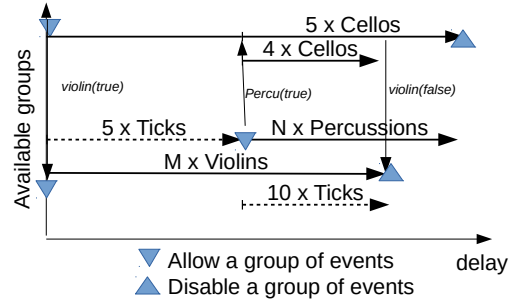 5 x Cellos
4 x Cellos
violin(true)
Percu(true)
violin(false)
Available groups
5 x Ticks
N x Percussions
M x Violins
10 x Ticks
Allow a group of events
delay
Disable a group of events